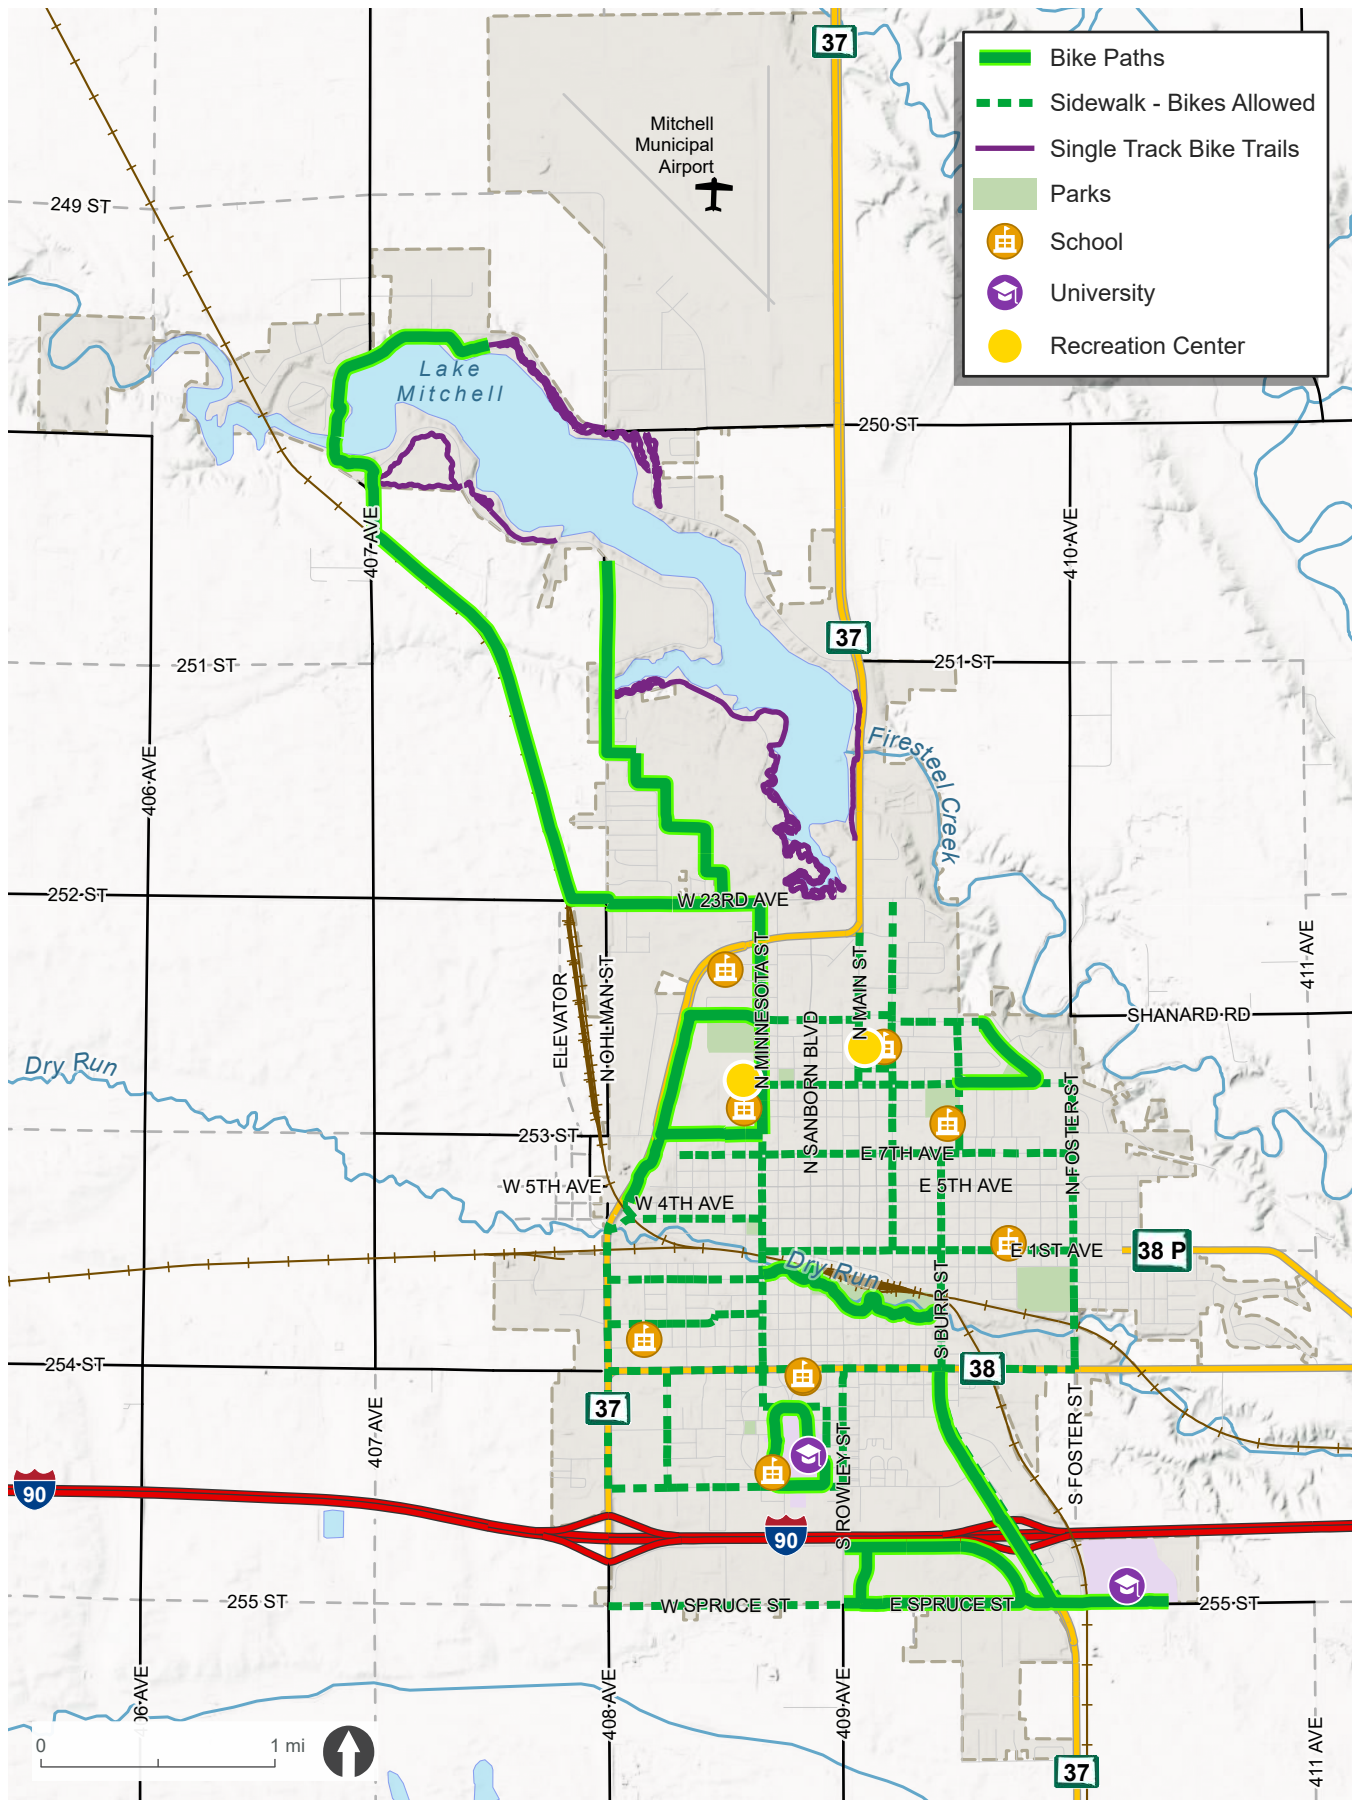 37
Bike Paths
Sidewalk - Bikes Allowed
Single Track Bike Trails
Parks
School
University
Recreation Center
Mitchell
Municipal
Airport
249 ST
Lake
Mitchell
250 ST
407 AVE
410 AVE
37
251 ST
251 ST
406 AVE
Firesteel Creek
252 ST
W 23RD AVE
N MINNESOTA ST
N MAIN ST
411 AVE
ELEVATOR
N OHLMAN ST
N SANBORN BLVD
SHANARD RD
Dry Run
N FOSTER ST
253 ST
E 7TH AVE
W 5TH AVE
E 5TH AVE
W 4TH AVE
E 1ST AVE
38 P
Dry Run
S BURR ST
254 ST
38
37
407 AVE
S ROWLEY ST
S FOSTER ST
90
90
255 ST
W SPRUCE ST
E SPRUCE ST
255 ST
06 AVE
408 AVE
409 AVE
411 AVE
0
1 mi
37